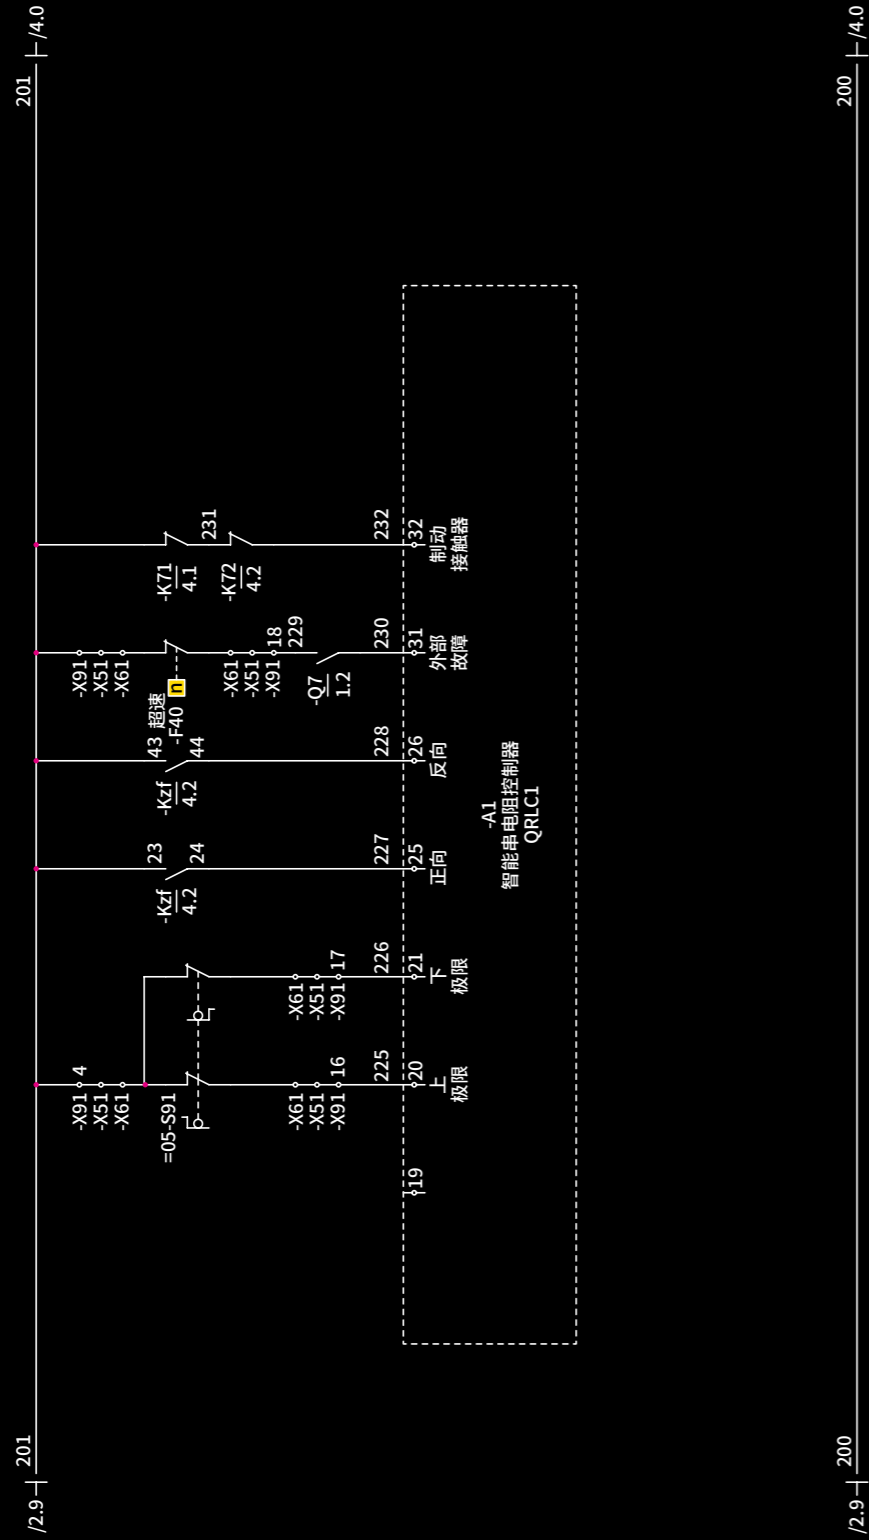 /2.9
201
201
/4.0
-X91
4
-X51
-X61
=05-S91
-X61
-X51
-X91
16
225
-X61
-X51
-X91
17
226
-Kzf
4.2
23
24
227
-Kzf
4.2
43
44
228
-X91
-X51
-X61
超速
-F40
n
-X61
-X51
-X91
18
229
-Q7
1.2
230
-K71
4.1
231
-K72
4.2
232
19
20
上
极限
21
下
极限
25
正向
26
反向
31
外部
故障
32
制动
接触器
-A1
智能串电阻控制器
QRLC1
/2.9
200
200
/4.0